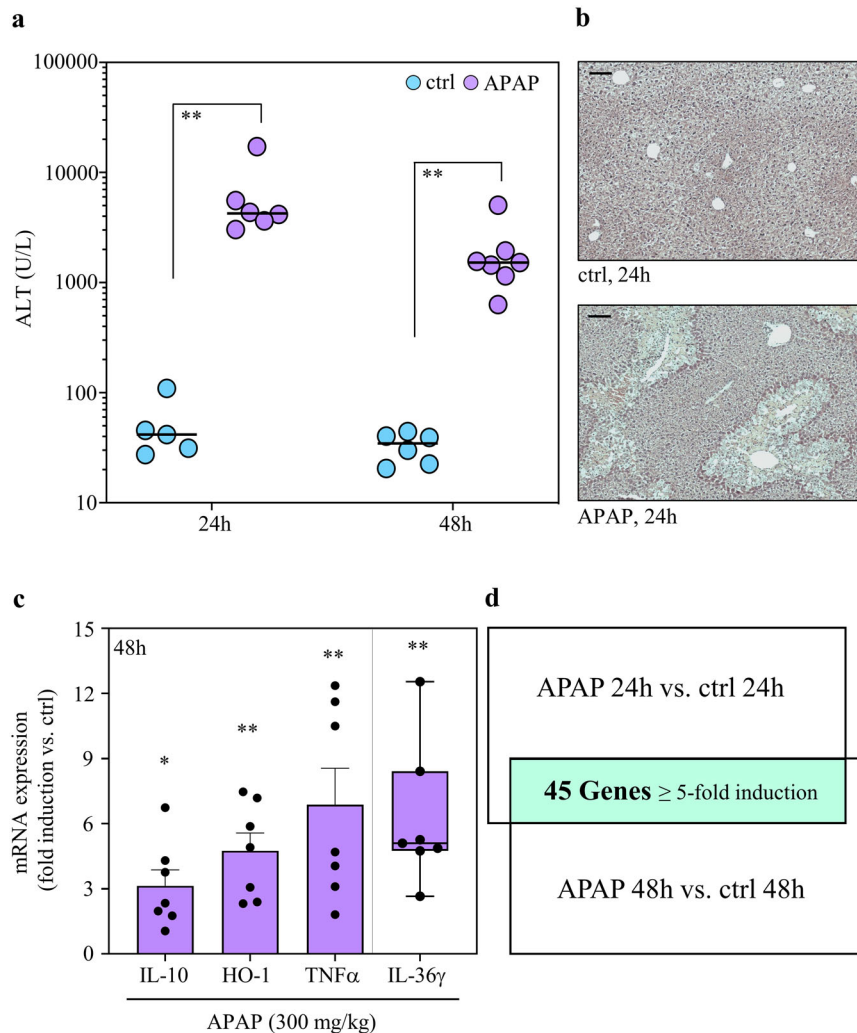 a
100000
10000
1000
100
10
ALT (U/L)
ctrl
APAP
**
**
24h
48h
b
ctrl, 24h
APAP, 24h
c
15
12
9
6
3
0
mRNA expression
(fold induction vs. ctrl)
48h
*
**
**
**
IL-10
HO-1
TNFα
IL-36γ
APAP (300 mg/kg)
d
APAP 24h vs. ctrl 24h
45 Genes ≥ 5-fold induction
APAP 48h vs. ctrl 48h